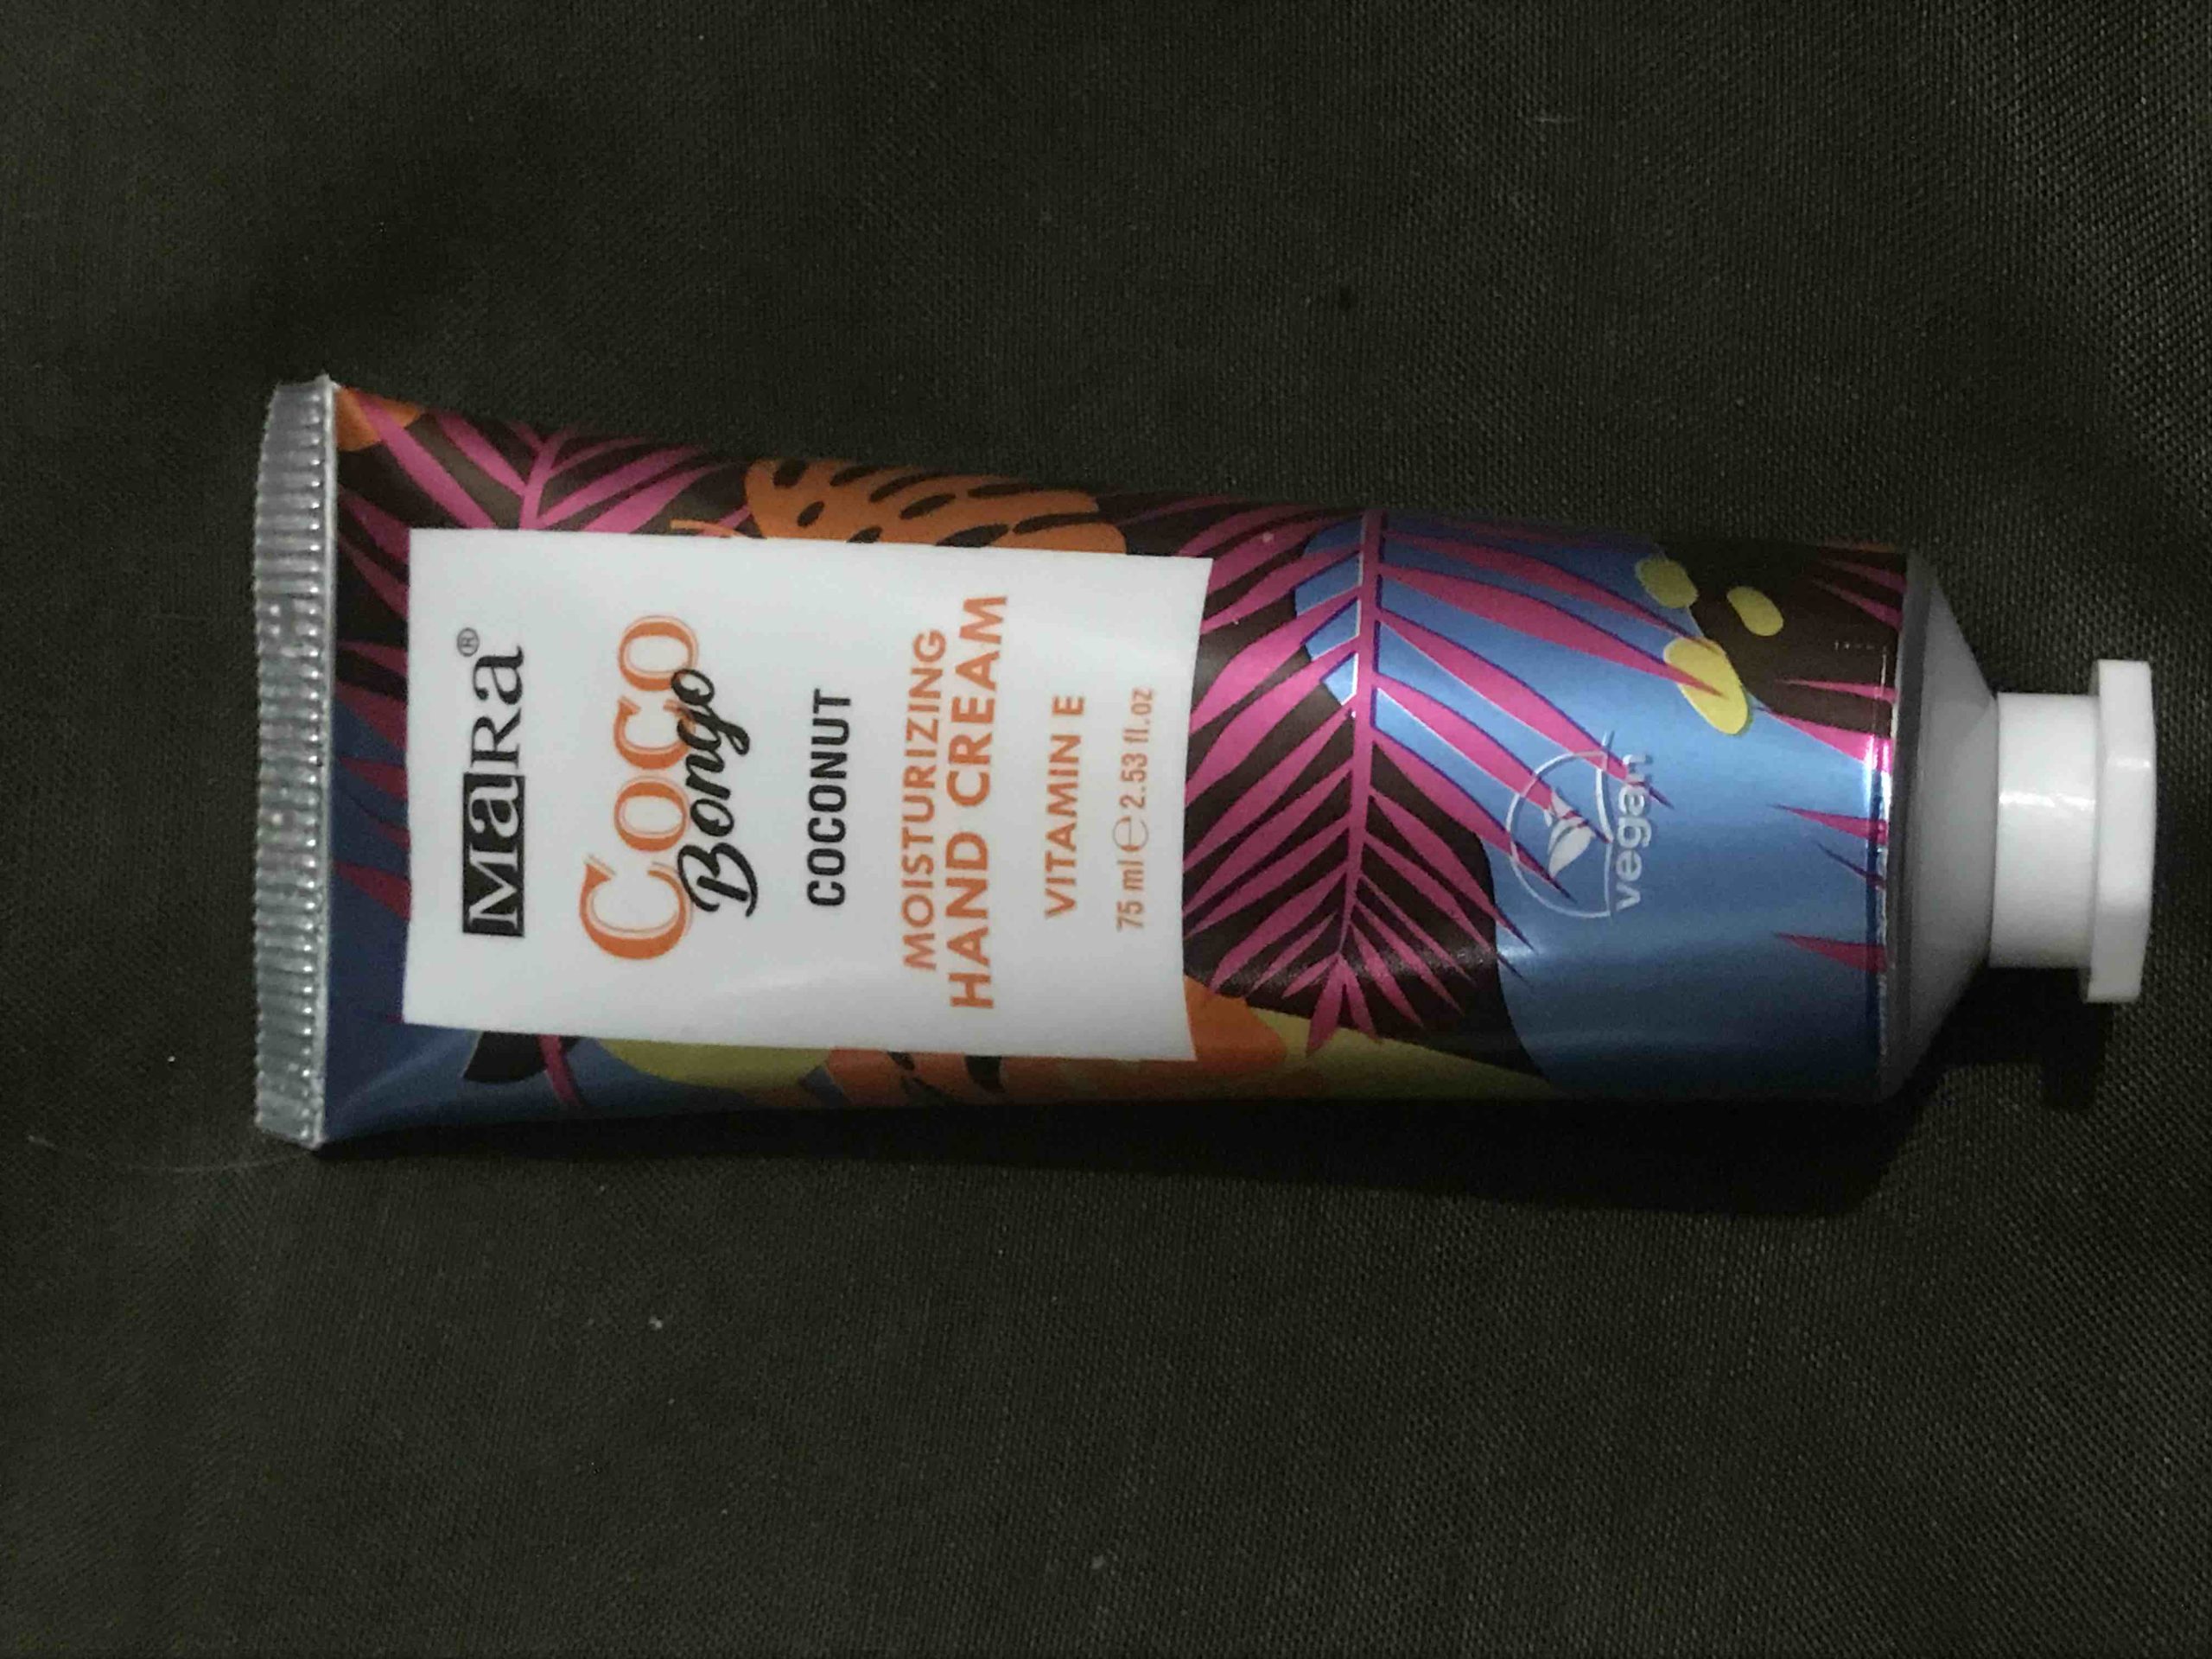 MaRa®
Coco
Bongo
COCONUT
MOISTURIZING
HAND CREAM
VITAMIN E
75 ml ℮ 2.53 fl.oz
vegan